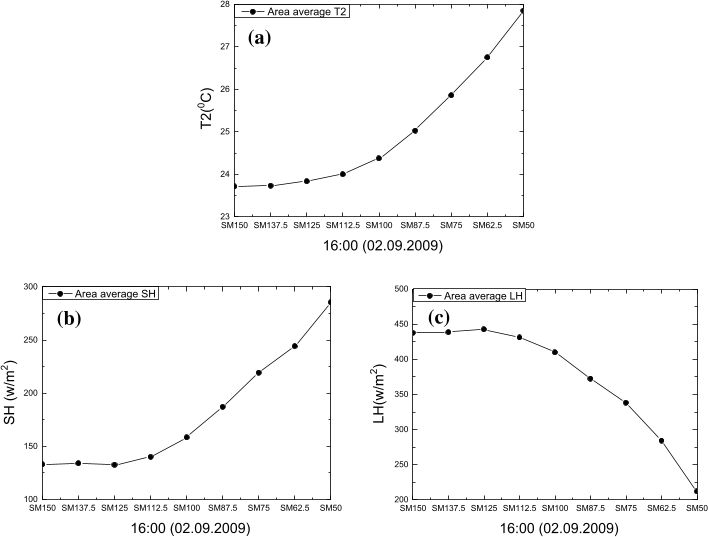 Area average T2
(a)
28
27
26
25
24
23
T2(⁰C)
SM150 SM137.5 SM125 SM112.5 SM100 SM87.5 SM75 SM62.5 SM50
16:00 (02.09.2009)
Area average SH
(b)
300
250
200
150
100
SH (w/m²)
SM150 SM137.5 SM125 SM112.5 SM100 SM87.5 SM75 SM62.5 SM50
16:00 (02.09.2009)
Area average LH
(c)
500
450
400
350
300
250
200
LH(w/m²)
SM150 SM137.5 SM125 SM112.5 SM100 SM87.5 SM75 SM62.5 SM50
16:00 (02.09.2009)